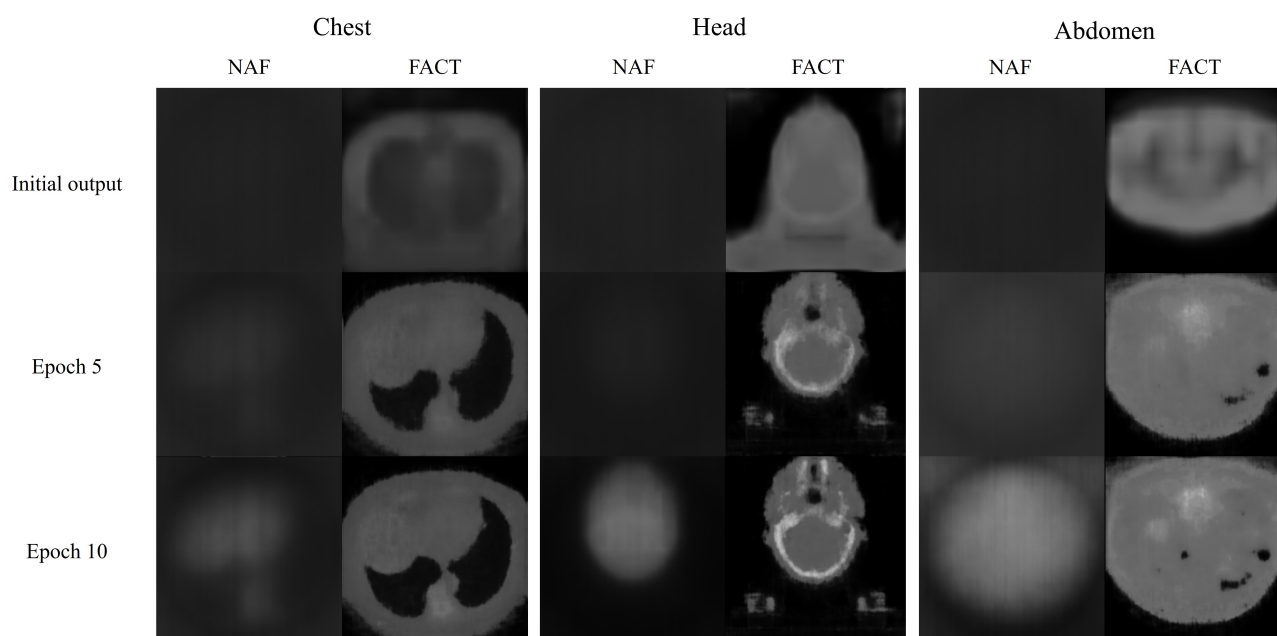 Chest Head Abdomen
NAF FACT NAF FACT NAF FACT
Initial output
Epoch 5
Epoch 10